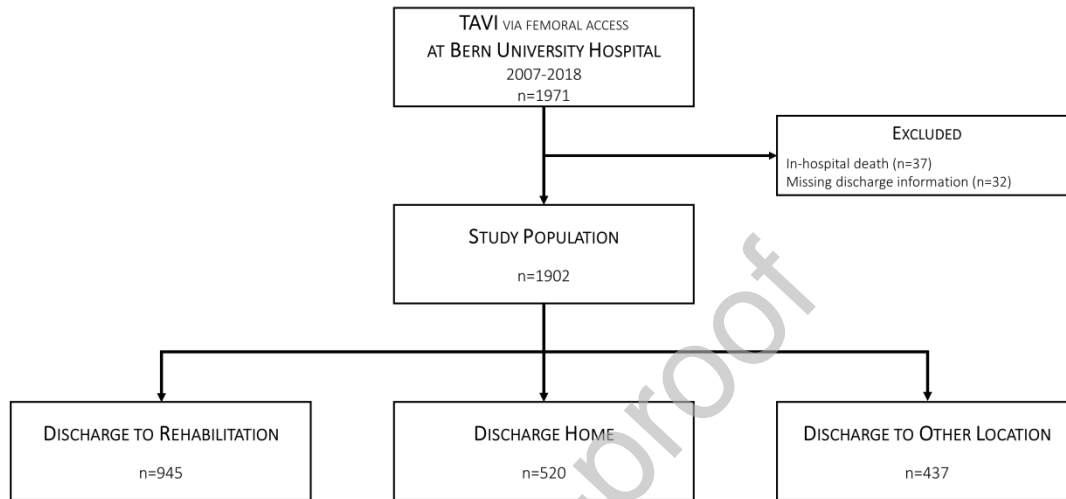 TAVI VIA FEMORAL ACCESS
AT BERN UNIVERSITY HOSPITAL
2007-2018
n=1971
EXCLUDED
In-hospital death (n=37)
Missing discharge information (n=32)
STUDY POPULATION
n=1902
DISCHARGE TO REHABILITATION
n=945
DISCHARGE HOME
n=520
DISCHARGE TO OTHER LOCATION
n=437
proof